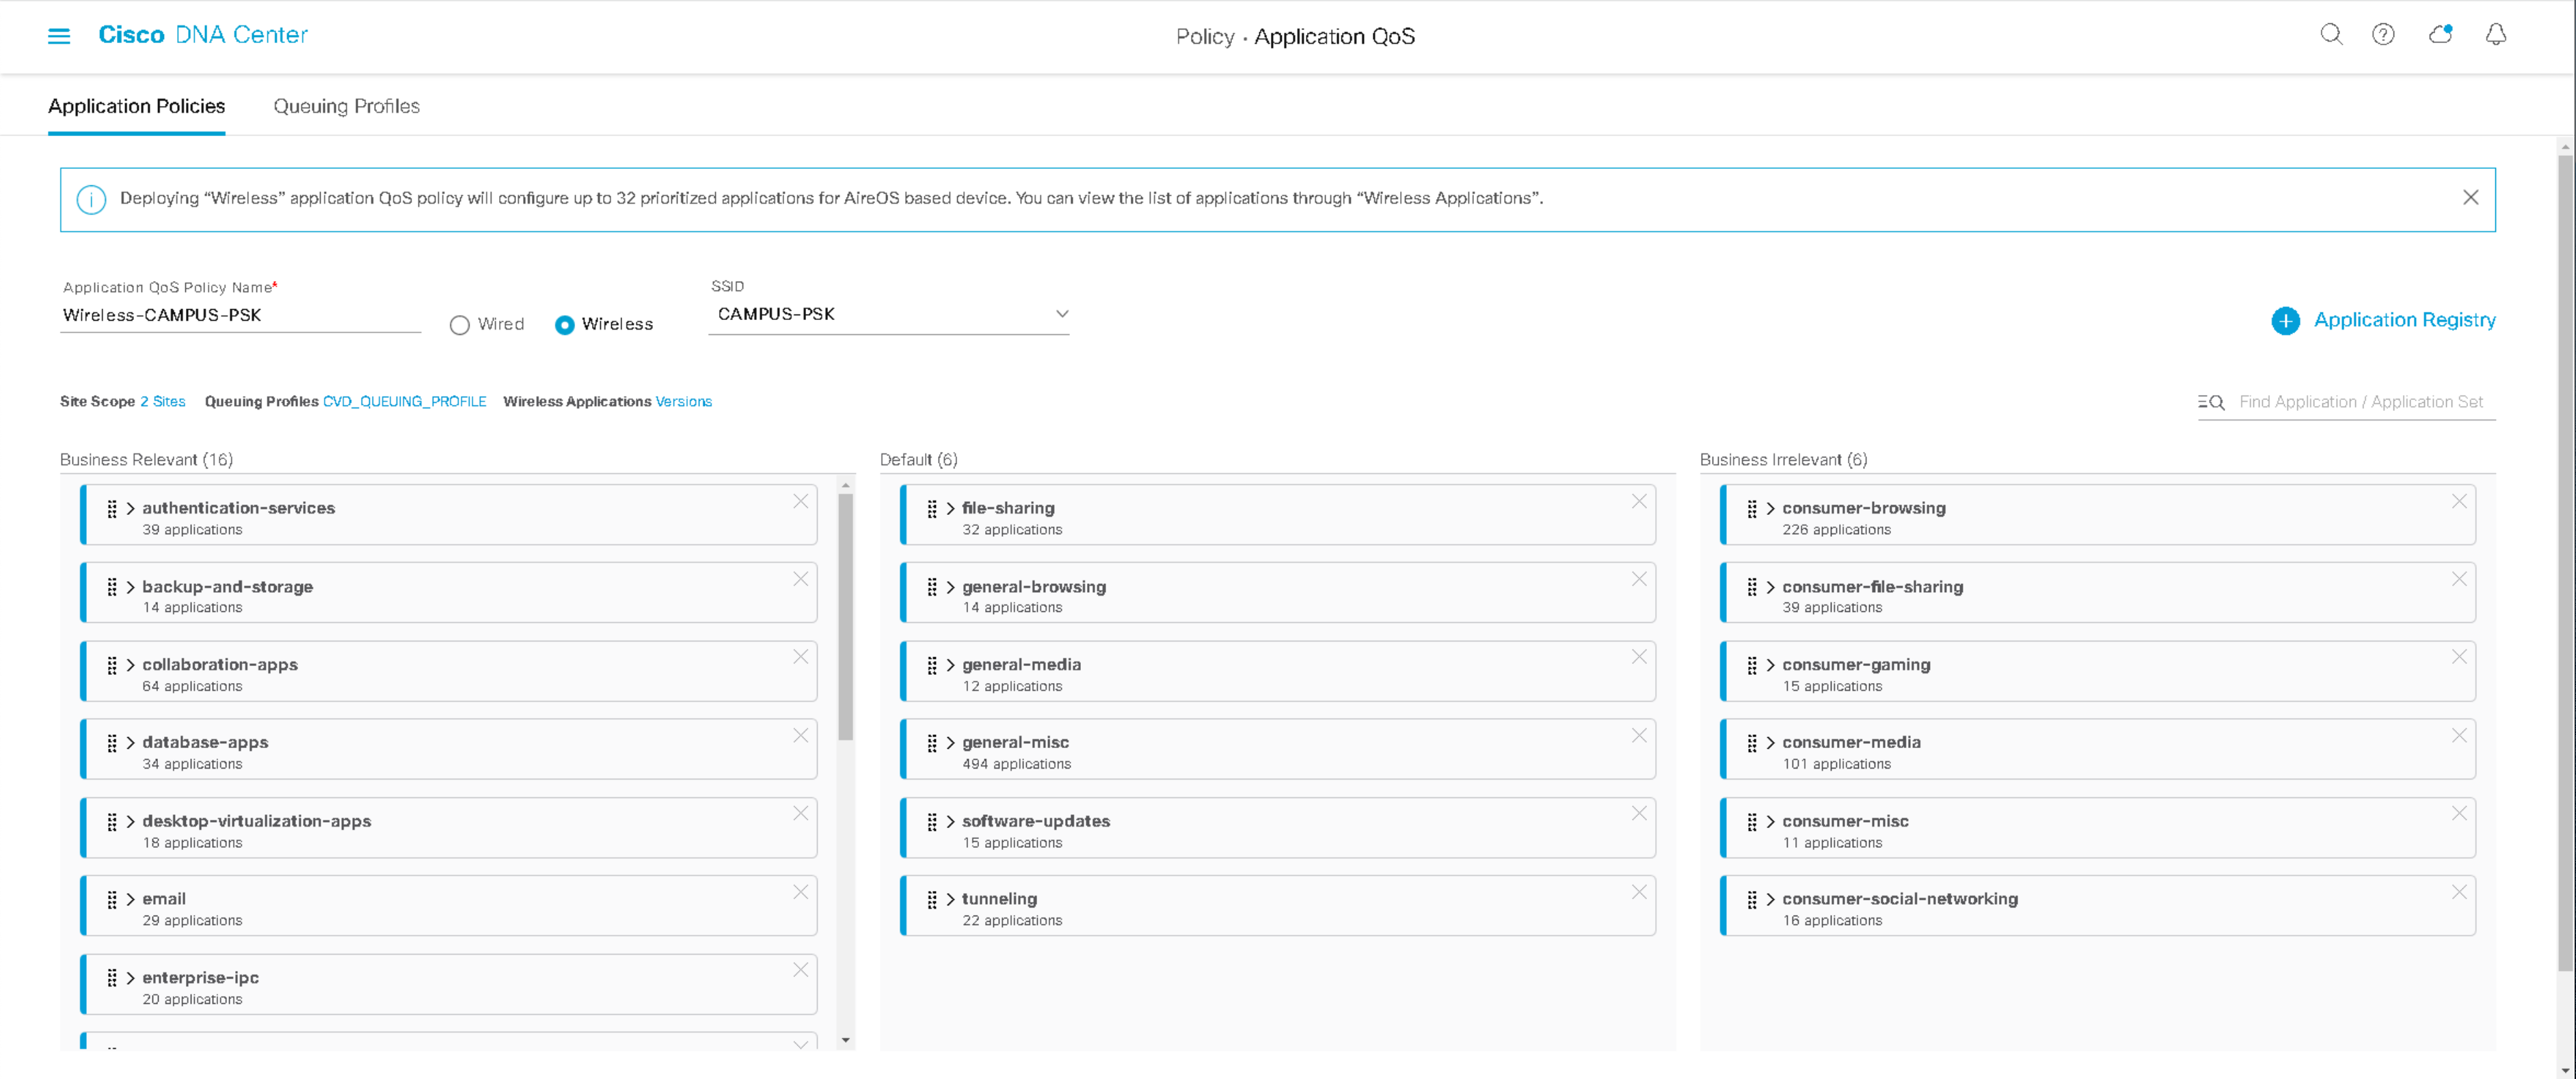 Cisco DNA Center
Policy · Application QoS
Application Policies Queuing Profiles
Deploying “Wireless” application QoS policy will configure up to 32 prioritized applications for AireOS based device. You can view the list of applications through “Wireless Applications”.
Application QoS Policy Name*
Wireless-CAMPUS-PSK
Wired
Wireless
SSID
CAMPUS-PSK
Application Registry
Site Scope 2 Sites Queuing Profiles CVD_QUEUING_PROFILE Wireless Applications Versions
Find Application / Application Set
Business Relevant (16)
authentication-services
39 applications
backup-and-storage
14 applications
collaboration-apps
64 applications
database-apps
34 applications
desktop-virtualization-apps
18 applications
email
29 applications
enterprise-ipc
20 applications
Default (6)
file-sharing
32 applications
general-browsing
14 applications
general-media
12 applications
general-misc
494 applications
software-updates
15 applications
tunneling
22 applications
Business Irrelevant (6)
consumer-browsing
226 applications
consumer-file-sharing
39 applications
consumer-gaming
15 applications
consumer-media
101 applications
consumer-misc
11 applications
consumer-social-networking
16 applications